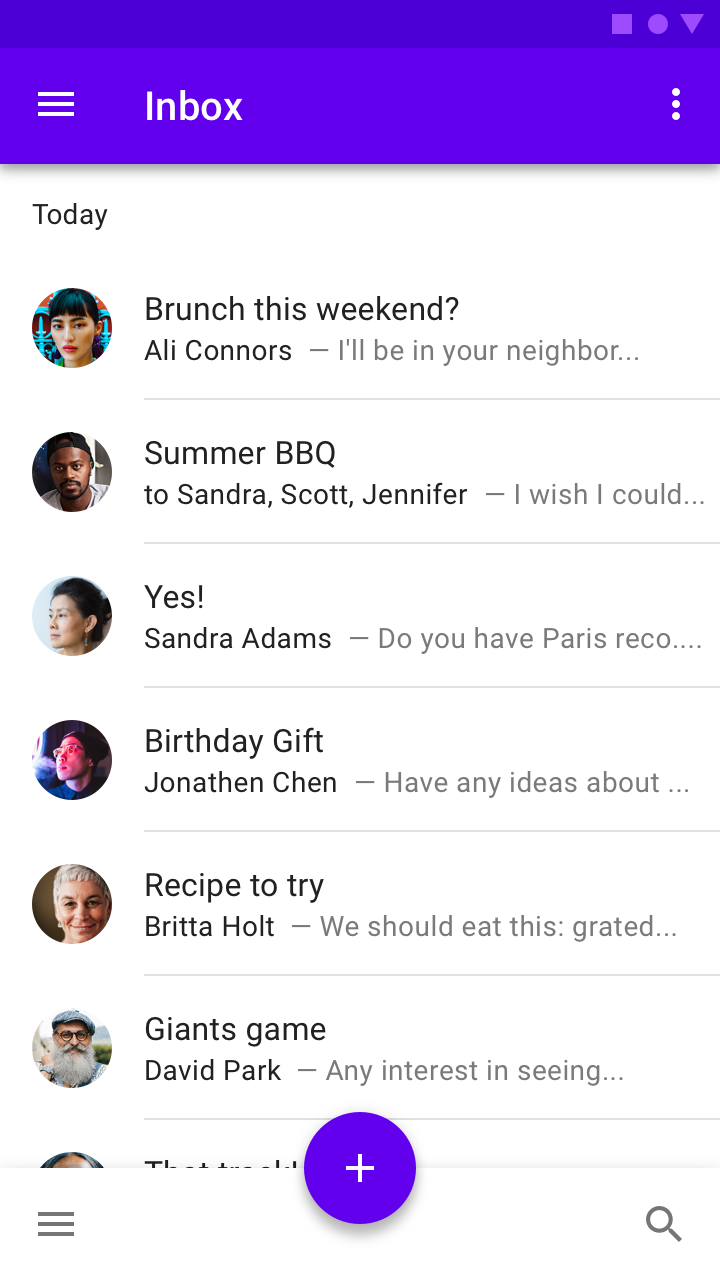 Inbox
Today
Brunch this weekend?
Ali Connors — I'll be in your neighbor...
Summer BBQ
to Sandra, Scott, Jennifer — I wish I could...
Yes!
Sandra Adams — Do you have Paris reco....
Birthday Gift
Jonathen Chen — Have any ideas about ...
Recipe to try
Britta Holt — We should eat this: grated...
Giants game
David Park — Any interest in seeing...